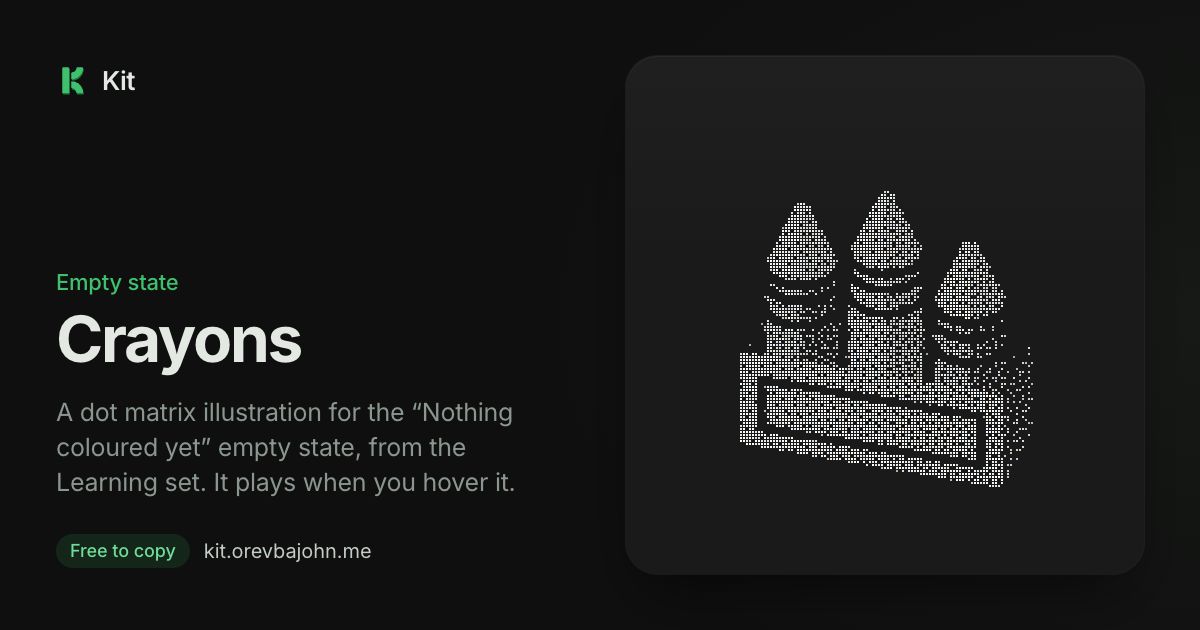 Kit
Empty state
Crayons
A dot matrix illustration for the “Nothing
coloured yet” empty state, from the
Learning set. It plays when you hover it.
Free to copy
kit.orevbajohn.me